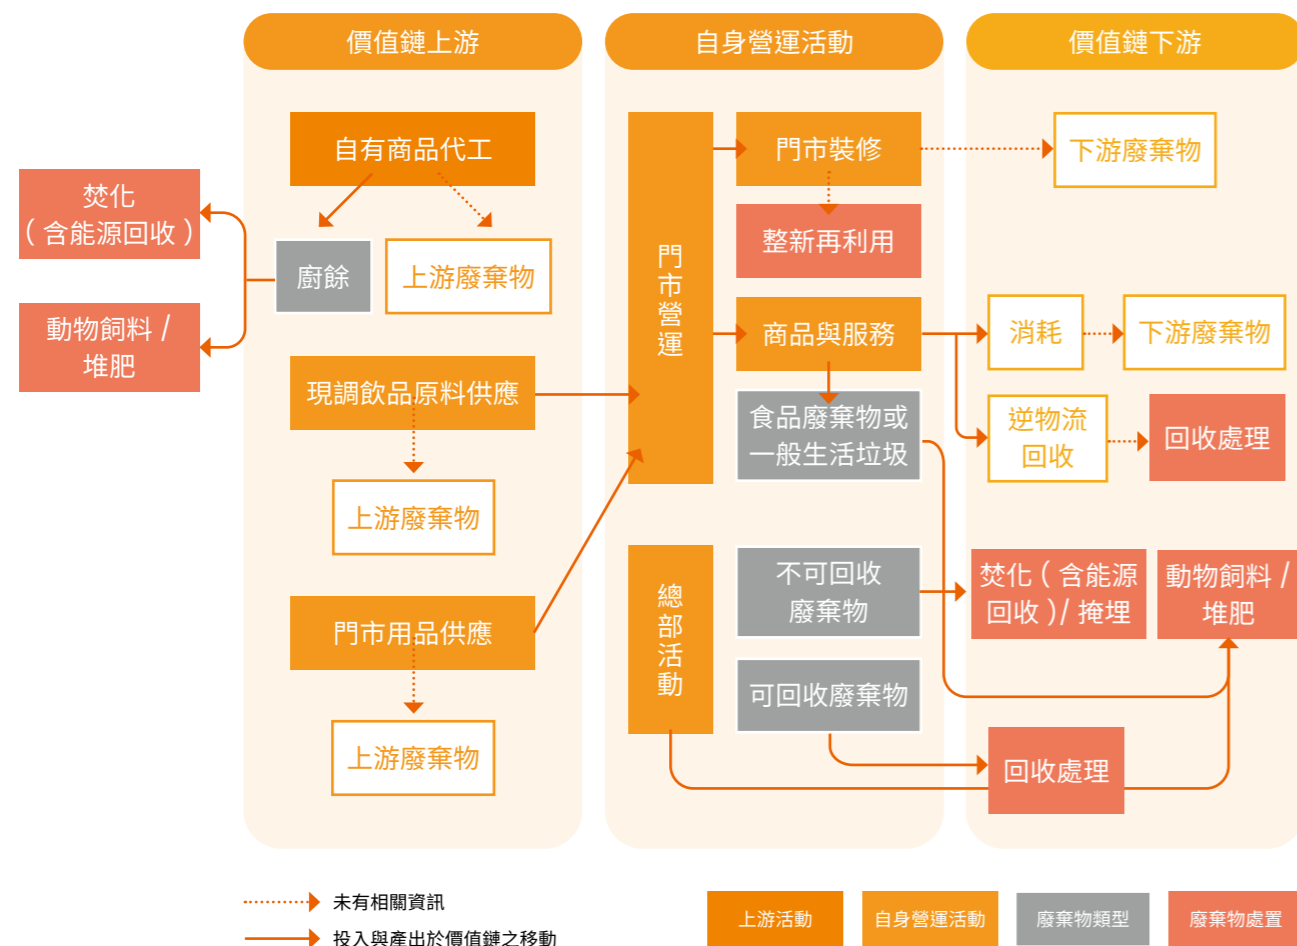 價值鏈上游
自身營運活動
價值鏈下游
自有商品代工
焚化
（含能源回收）
廚餘
上游廢棄物
動物飼料 /
堆肥
現調飲品原料供應
上游廢棄物
門市用品供應
上游廢棄物
門市營運
門市裝修
整新再利用
商品與服務
食品廢棄物或
一般生活垃圾
總部活動
不可回收
廢棄物
可回收廢棄物
下游廢棄物
消耗
下游廢棄物
逆物流
回收
回收處理
焚化（含能源
回收）/ 掩埋
動物飼料 /
堆肥
回收處理
未有相關資訊
投入與產出於價值鏈之移動
上游活動
自身營運活動
廢棄物類型
廢棄物處置